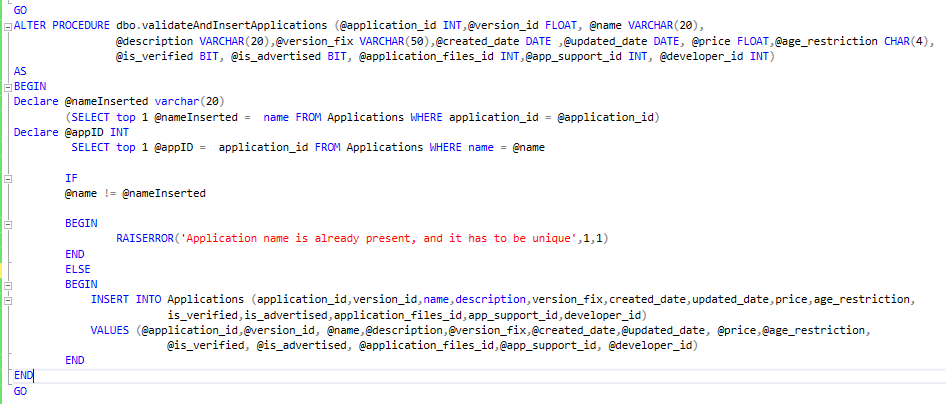 GO
ALTER PROCEDURE dbo.validateAndInsertApplications (@application_id INT,@version_id FLOAT, @name VARCHAR(20),
@description VARCHAR(20),@version_fix VARCHAR(50),@created_date DATE ,@updated_date DATE, @price FLOAT,@age_restriction CHAR(4),
@is_verified BIT, @is_advertised BIT, @application_files_id INT,@app_support_id INT, @developer_id INT)
AS
BEGIN
Declare @nameInserted varchar(20)
(SELECT top 1 @nameInserted =  name FROM Applications WHERE application_id = @application_id)
Declare @appID INT
SELECT top 1 @appID =  application_id FROM Applications WHERE name = @name
IF
@name != @nameInserted
BEGIN
RAISERROR('Application name is already present, and it has to be unique',1,1)
END
ELSE
BEGIN
INSERT INTO Applications (application_id,version_id,name,description,version_fix,created_date,updated_date,price,age_restriction,
is_verified,is_advertised,application_files_id,app_support_id,developer_id)
VALUES (@application_id,@version_id, @name,@description,@version_fix,@created_date,@updated_date, @price,@age_restriction,
@is_verified, @is_advertised, @application_files_id,@app_support_id, @developer_id)
END
END
GO